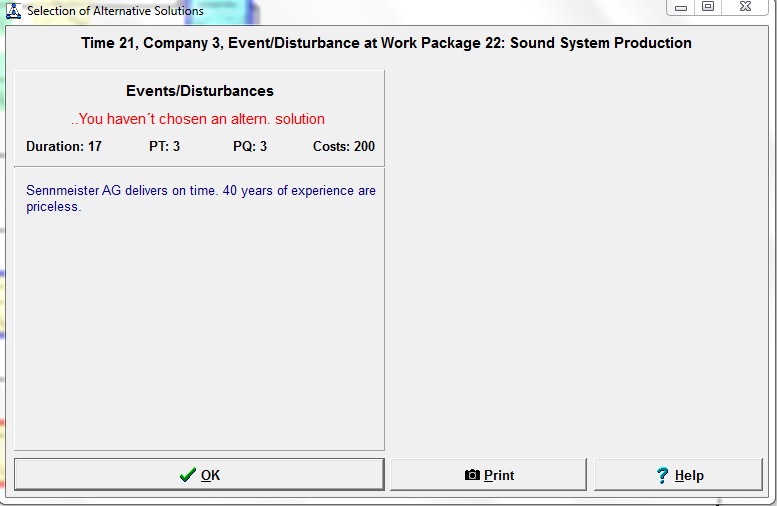 Selection of Alternative Solutions
Time 21, Company 3, Event/Disturbance at Work Package 22: Sound System Production
Events/Disturbances
..You haven´t chosen an altern. solution
Duration: 17 PT: 3 PQ: 3 Costs: 200
Sennmeister AG delivers on time. 40 years of experience are
priceless.
OK Print Help